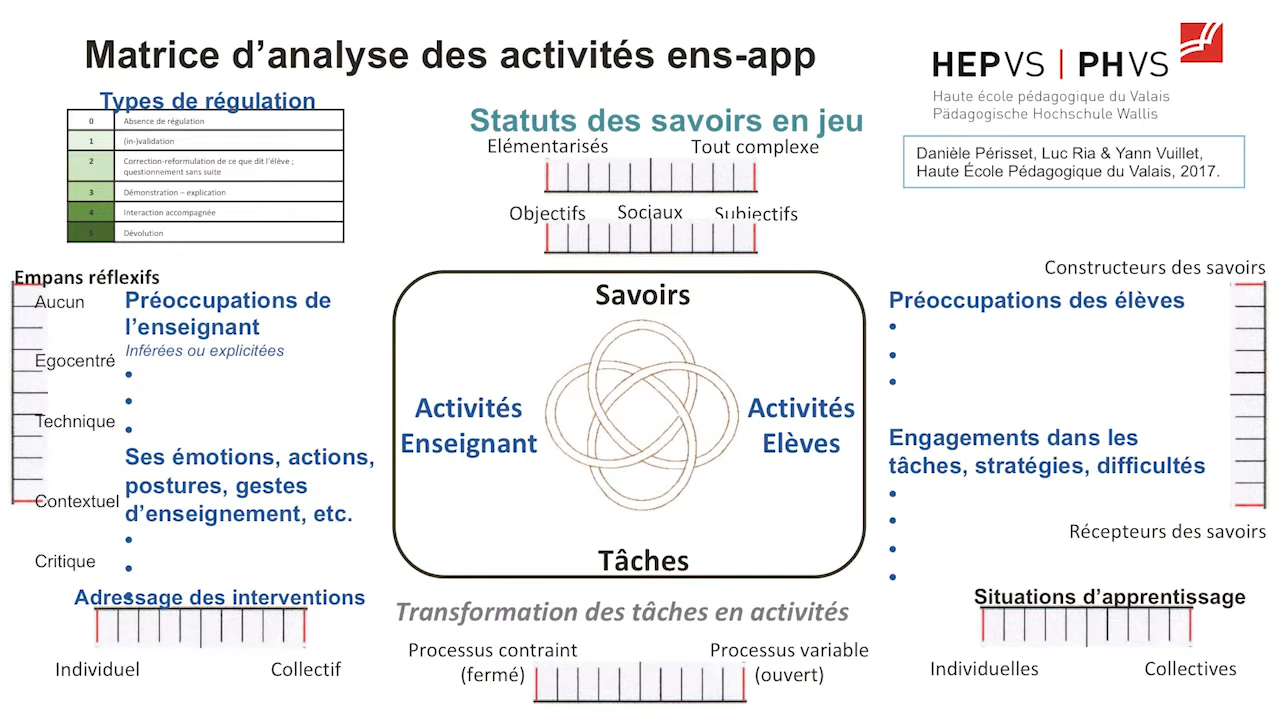 Matrice d’analyse des activités ens-app
HEPVS | PHVS
Haute école pédagogique du Valais
Pädagogische Hochschule Wallis
Danièle Périsset, Luc Ria & Yann Vuillet,
Haute École Pédagogique du Valais, 2017.
Types de régulation
0 Absence de régulation
1 (in-)validation
2 Correction-reformulation de ce que dit l’élève ;
questionnement sans suite
3 Démonstration – explication
4 Interaction accompagnée
5 Dévolution
Statuts des savoirs en jeu
Elémentarisés Tout complexe
Objectifs Sociaux Subjectifs
Empans réflexifs
Aucun
Egocentré
Technique
Contextuel
Critique
Préoccupations de
l’enseignant
Inférées ou explicitées
Ses émotions, actions,
postures, gestes
d’enseignement, etc.
Adressage des interventions
Individuel Collectif
Savoirs
Activités
Enseignant
Activités
Elèves
Tâches
Transformation des tâches en activités
Processus contraint
(fermé)
Processus variable
(ouvert)
Constructeurs des savoirs
Préoccupations des élèves
Engagements dans les
tâches, stratégies, difficultés
Récepteurs des savoirs
Situations d’apprentissage
Individuelles Collectives